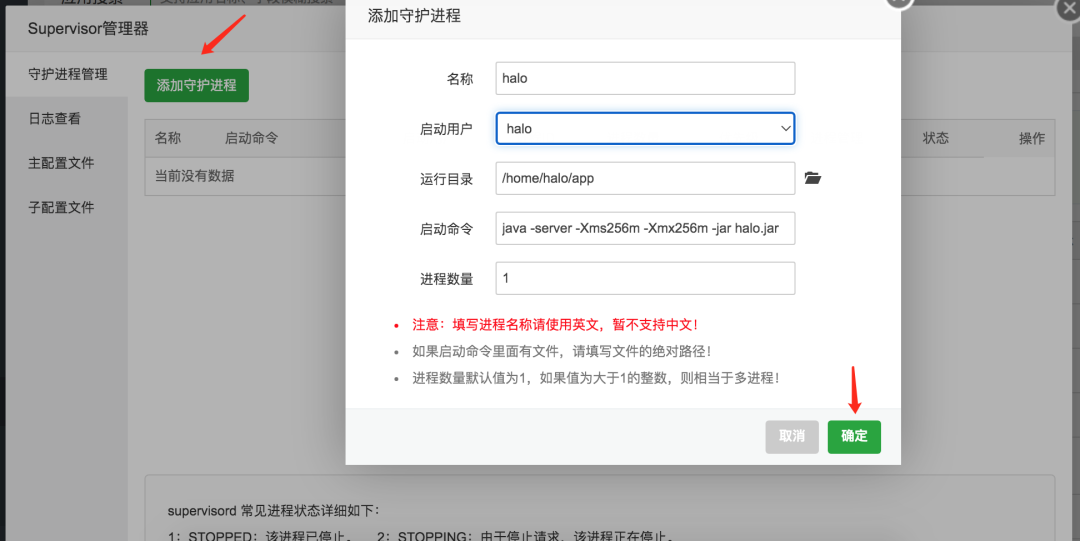 Supervisor管理器
守护进程管理
日志查看
主配置文件
子配置文件
添加守护进程
名称 启动命令 状态 操作
当前没有数据
添加守护进程
名称 halo
启动用户 halo
运行目录 /home/halo/app
启动命令 java -server -Xms256m -Xmx256m -jar halo.jar
进程数量 1
• 注意：填写进程名称请使用英文，暂不支持中文！
• 如果启动命令里面有文件，请填写文件的绝对路径！
• 进程数量默认值为1，如果值为大于1的整数，则相当于多进程！
取消 确定
supervisord 常见进程状态详细如下：
1：STOPPED：该进程已停止。 2：STOPPING：由于停止请求，该进程正在停止。